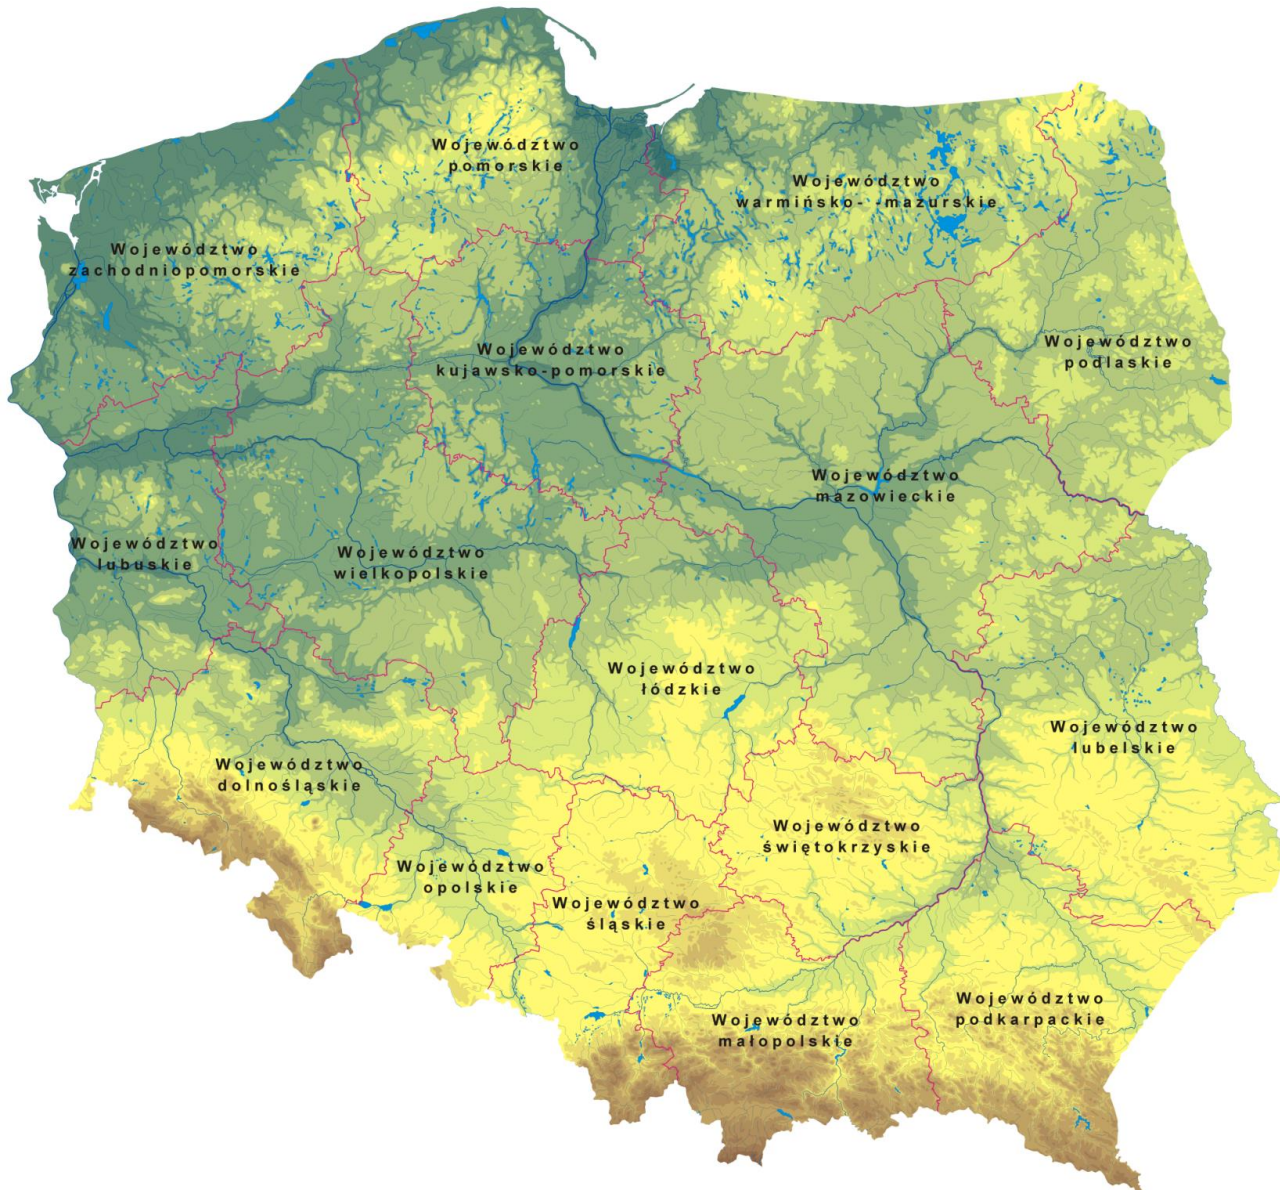 Województwo
pomorskie
Województwo
warmińsko- -mazurskie
Województwo
zachodniopomorskie
Województwo
kujawsko-pomorskie
Województwo
podlaskie
Województwo
mazowieckie
Województwo
lubuskie
Województwo
wielkopolskie
Województwo
łódzkie
Województwo
lubelskie
Województwo
dolnośląskie
Województwo
świętokrzyskie
Województwo
opolskie
Województwo
śląskie
Województwo
podkarpackie
Województwo
małopolskie